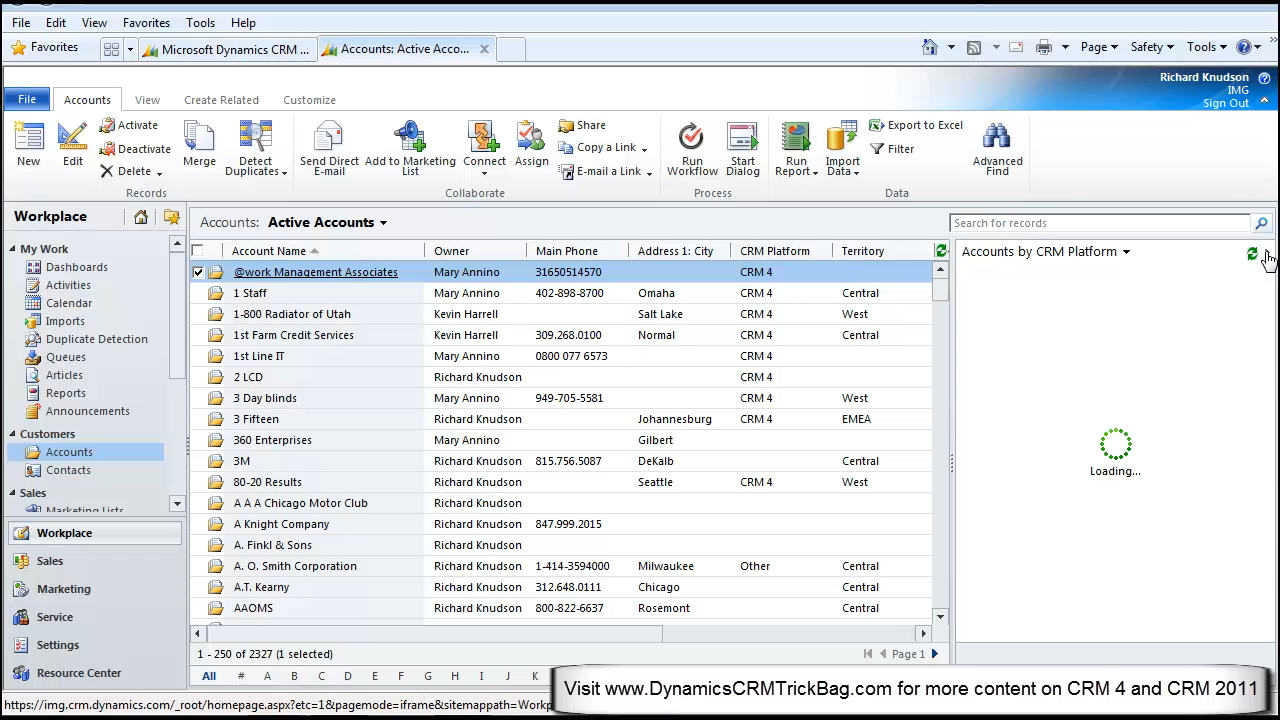 File Edit View Favorites Tools Help
Favorites Microsoft Dynamics CRM ... Accounts: Active Acco... Page Safety Tools
Richard Knudson
IMG
Sign Out
File Accounts View Create Related Customize
New Edit Activate Deactivate Delete Merge Detect Duplicates Send Direct E-mail Add to Marketing List Connect Assign Share Copy a Link E-mail a Link Run Workflow Start Dialog Run Report Import Data Export to Excel Filter Advanced Find
Records Collaborate Process Data
Workplace
My Work
Dashboards
Activities
Calendar
Imports
Duplicate Detection
Queues
Articles
Reports
Announcements
Customers
Accounts
Contacts
Sales
Marketing Lists
Workplace
Sales
Marketing
Service
Settings
Resource Center
Accounts: Active Accounts
Search for records
Account Name Owner Main Phone Address 1: City CRM Platform Territory
@work Management Associates Mary Annino 31650514570 CRM 4
1 Staff Mary Annino 402-898-8700 Omaha CRM 4 Central
1-800 Radiator of Utah Kevin Harrell Salt Lake CRM 4 West
1st Farm Credit Services Kevin Harrell 309.268.0100 Normal CRM 4 Central
1st Line IT Mary Annino 0800 077 6573 CRM 4
2 LCD Richard Knudson CRM 4
3 Day blinds Mary Annino 949-705-5581 CRM 4 West
3 Fifteen Richard Knudson Johannesburg CRM 4 EMEA
360 Enterprises Mary Annino Gilbert
3M Richard Knudson 815.756.5087 DeKalb Central
80-20 Results Richard Knudson Seattle CRM 4 West
A A A Chicago Motor Club Richard Knudson
A Knight Company Richard Knudson 847.999.2015
A. Finkl & Sons Richard Knudson
A. O. Smith Corporation Richard Knudson 1-414-3594000 Milwaukee Other Central
A.T. Kearny Richard Knudson 312.648.0111 Chicago Central
AAOMS Richard Knudson 800-822-6637 Rosemont Central
1 - 250 of 2327 (1 selected) Page 1
All # A B C D E F G H I J K
Accounts by CRM Platform
Loading...
Visit www.DynamicsCRMTrickBag.com for more content on CRM 4 and CRM 2011
https://img.crm.dynamics.com/_root/homepage.aspx?etc=1&pagemode=iframe&sitemappath=Workp